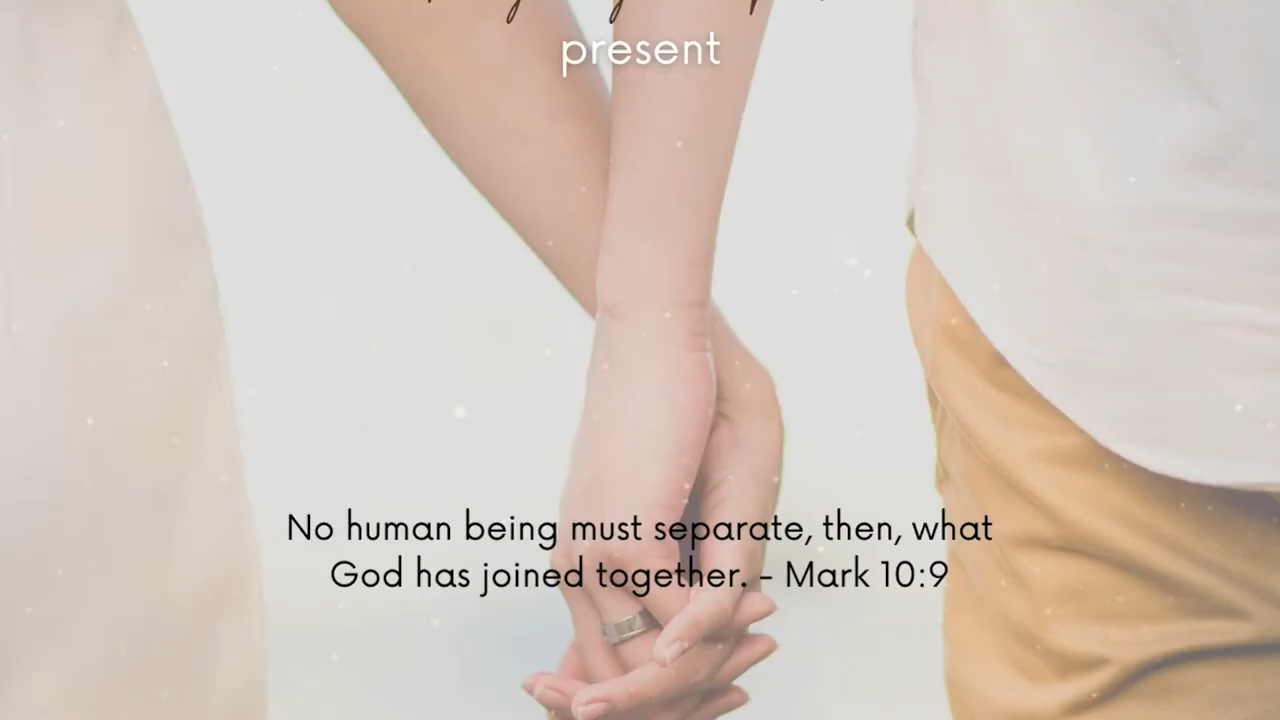 present
No human being must separate, then, what
God has joined together. - Mark 10:9